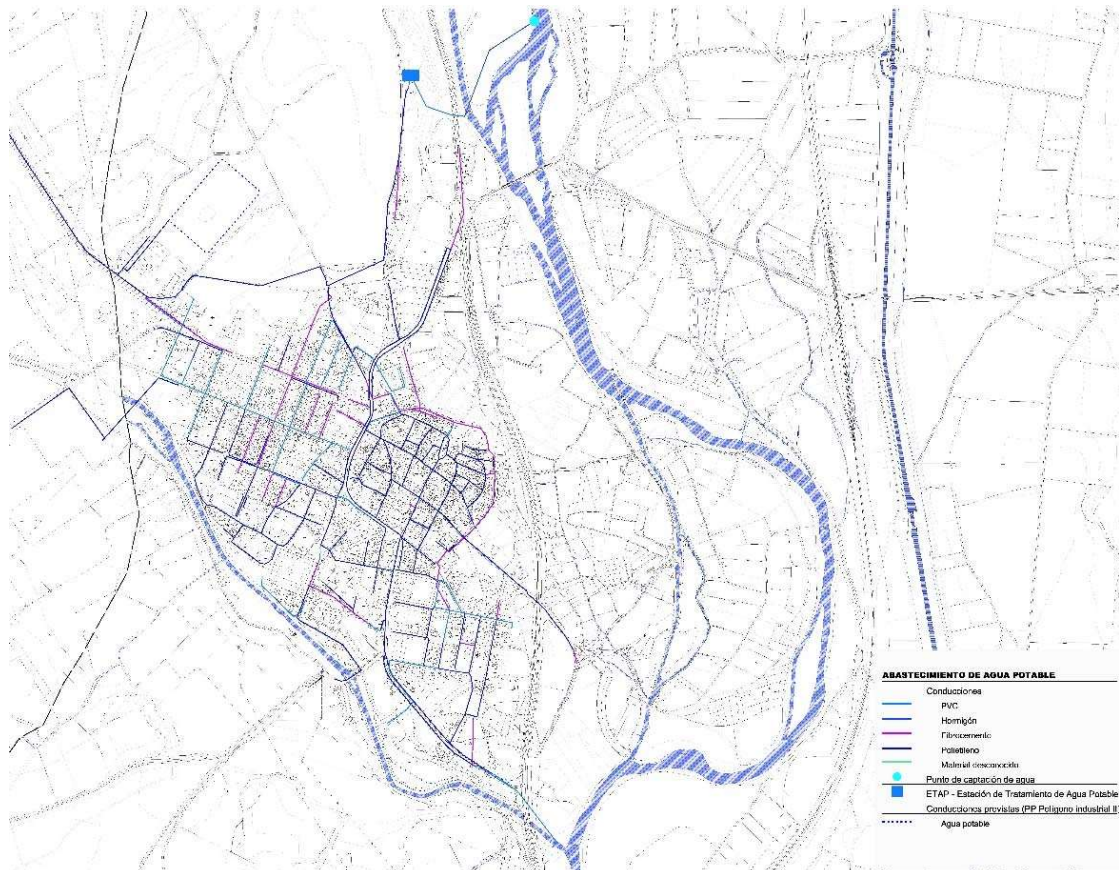 ABASTECIMIENTO DE AGUA POTABLE
Conducciones
PVC
Hormigón
Fibrocemento
Polietileno
Material desconocido
Punto de captación de agua
ETAP - Estación de Tratamiento de Agua Potable
Conducciones previstas (PP Polígono industrial II)
Agua potable